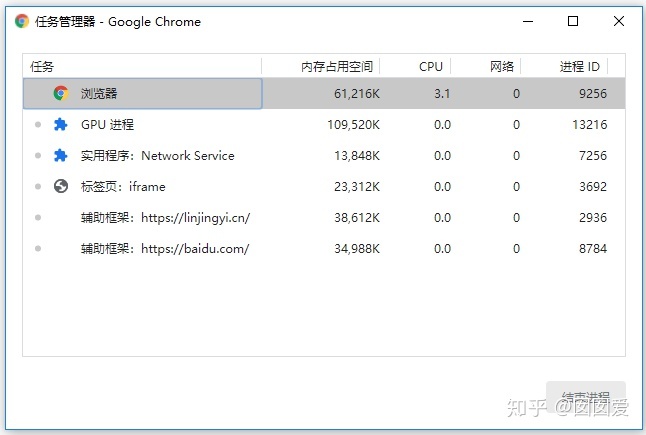 任务管理器 - Google Chrome
任务 内存占用空间 CPU 网络 进程 ID
浏览器 61,216K 3.1 0 9256
GPU 进程 109,520K 0.0 0 13216
实用程序：Network Service 13,848K 0.0 0 7256
标签页：iframe 23,312K 0.0 0 3692
辅助框架：https://linjingyi.cn/ 38,612K 0.0 0 2936
辅助框架：https://baidu.com/ 34,988K 0.0 0 8784
结束进程
知乎 @囡囡爱